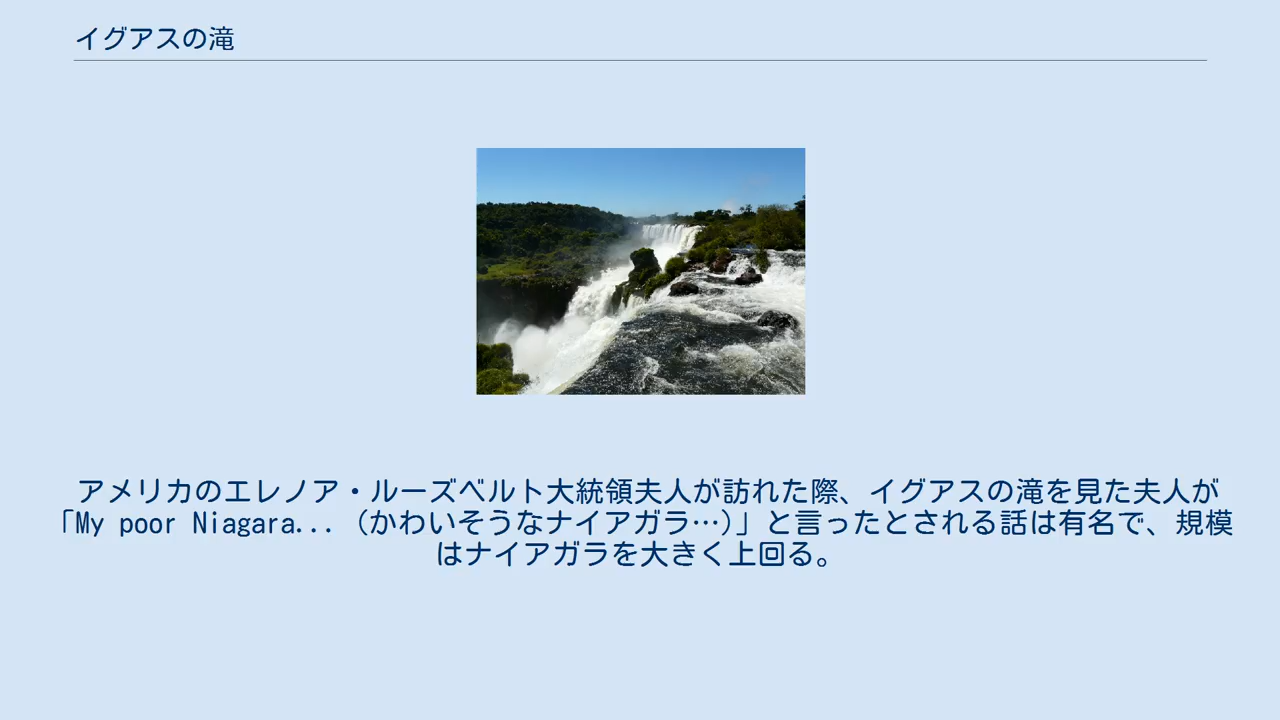 イグアスの滝
アメリカのエレノア・ルーズベルト大統領夫人が訪れた際、イグアスの滝を見た夫人が
「My poor Niagara... (かわいそうなナイアガラ…)」と言ったとされる話は有名で、規模
はナイアガラを大きく上回る。